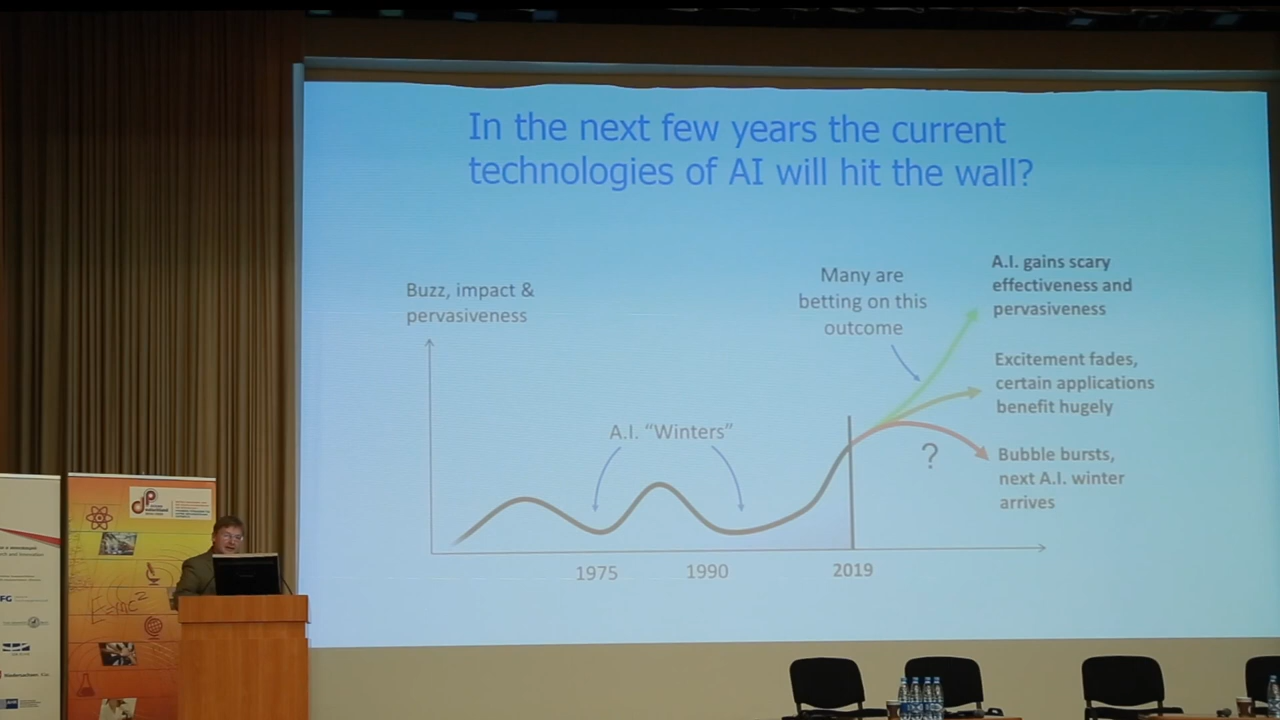 In the next few years the current
technologies of AI will hit the wall?
Buzz, impact &
pervasiveness
Many are
betting on this
outcome
A.I. gains scary
effectiveness and
pervasiveness
Excitement fades,
certain applications
benefit hugely
A.I. “Winters”
?
Bubble bursts,
next A.I. winter
arrives
1975
1990
2019
E=mc²